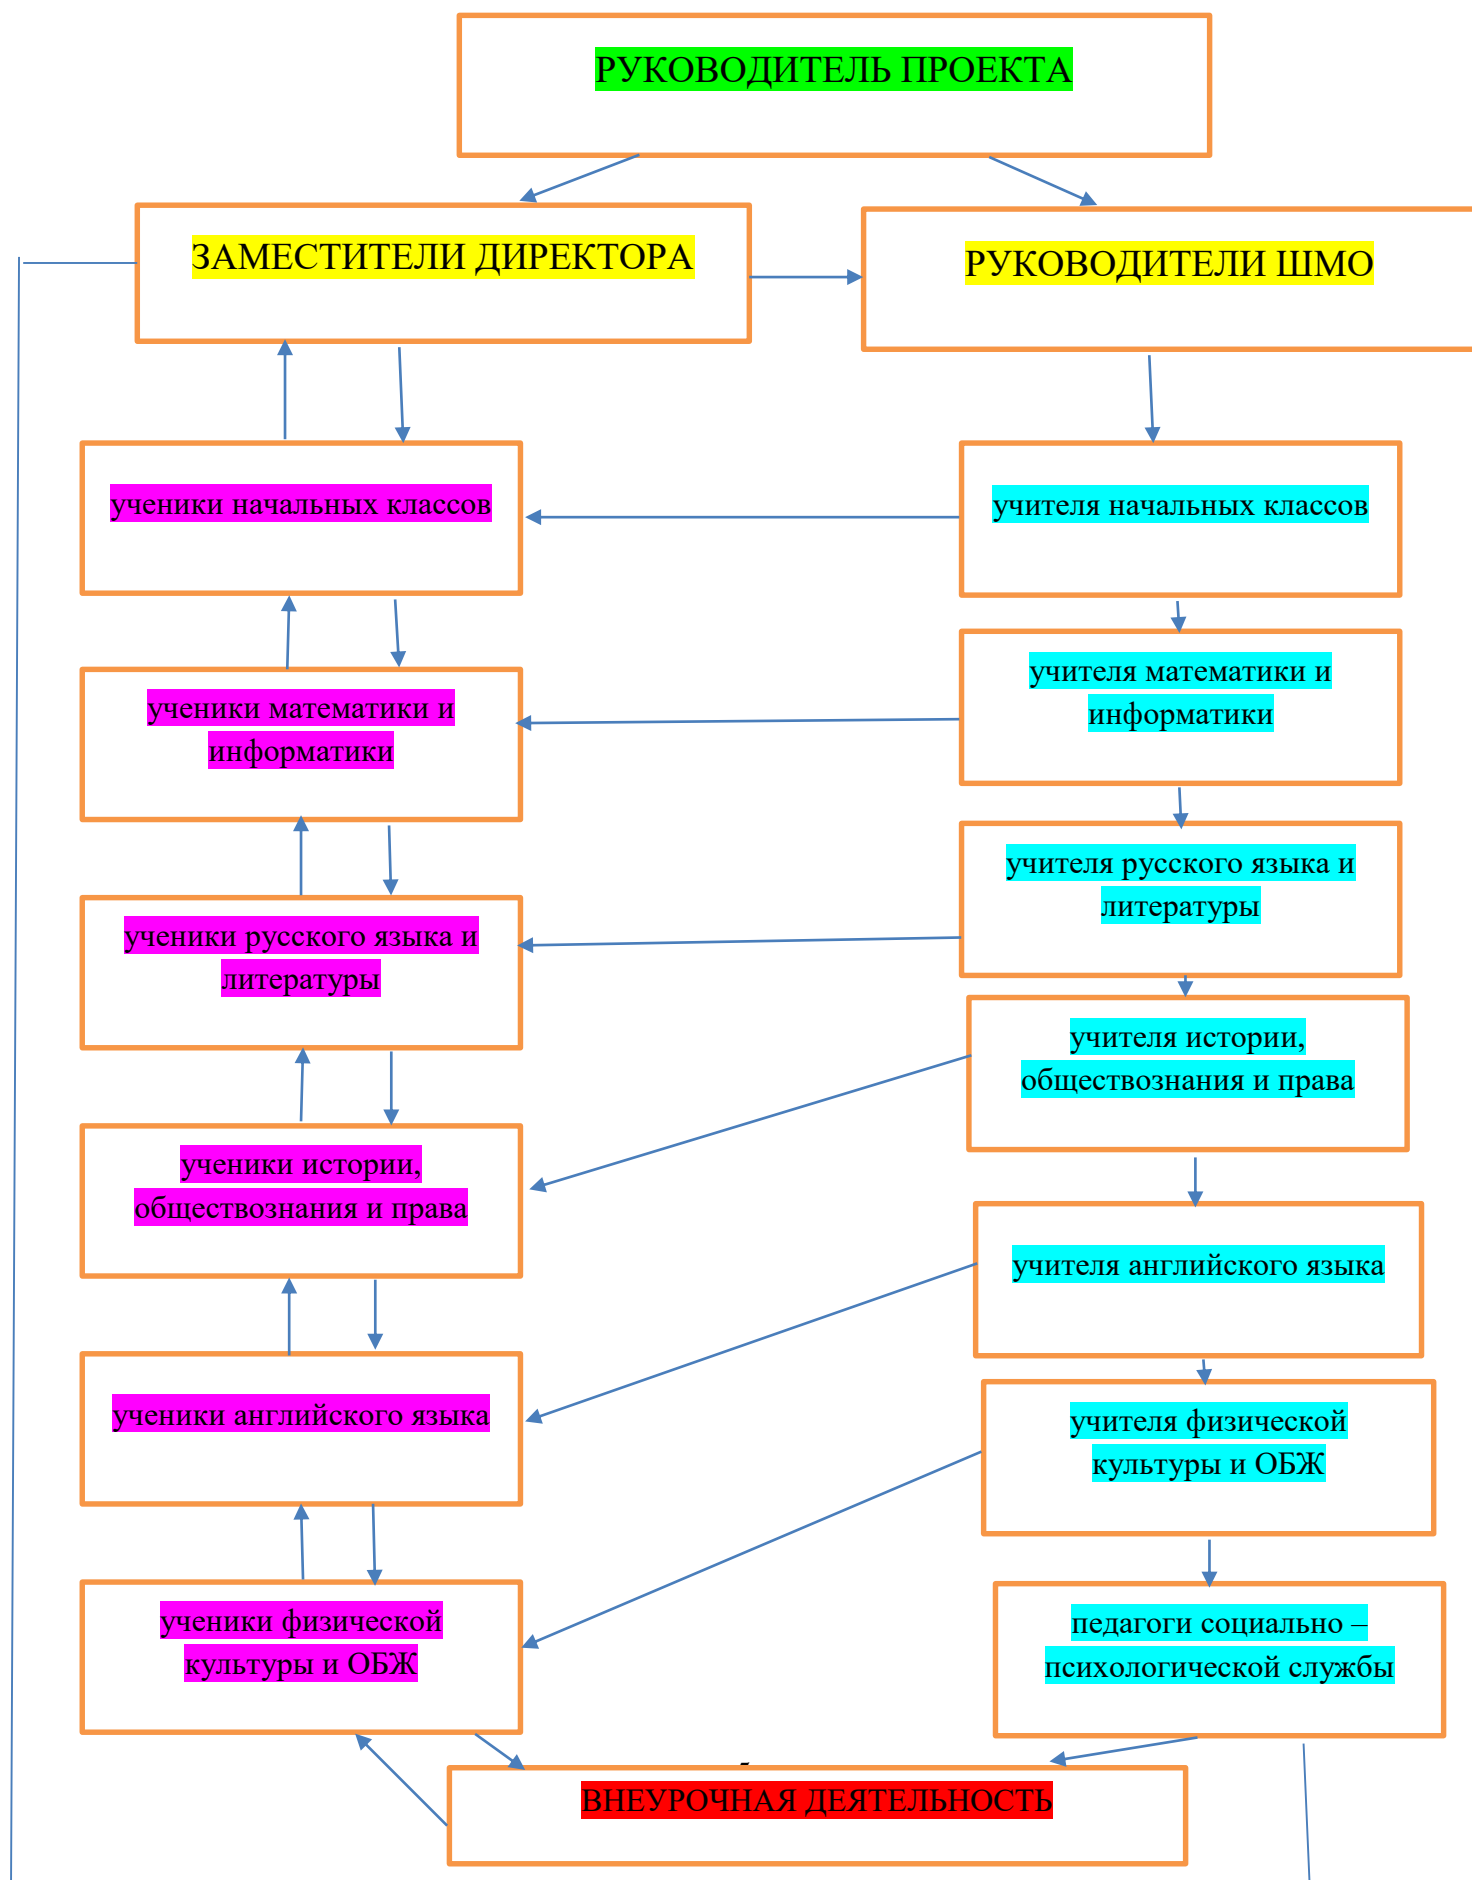 РУКОВОДИТЕЛЬ ПРОЕКТА
ЗАМЕСТИТЕЛИ ДИРЕКТОРА
РУКОВОДИТЕЛИ ШМО
ученики начальных классов
учителя начальных классов
ученики математики и
информатики
учителя математики и
информатики
ученики русского языка и
литературы
учителя русского языка и
литературы
ученики истории,
обществознания и права
учителя истории,
обществознания и права
ученики английского языка
учителя английского языка
ученики физической
культуры и ОБЖ
учителя физической
культуры и ОБЖ
педагоги социально –
психологической службы
ВНЕУРОЧНАЯ ДЕЯТЕЛЬНОСТЬ